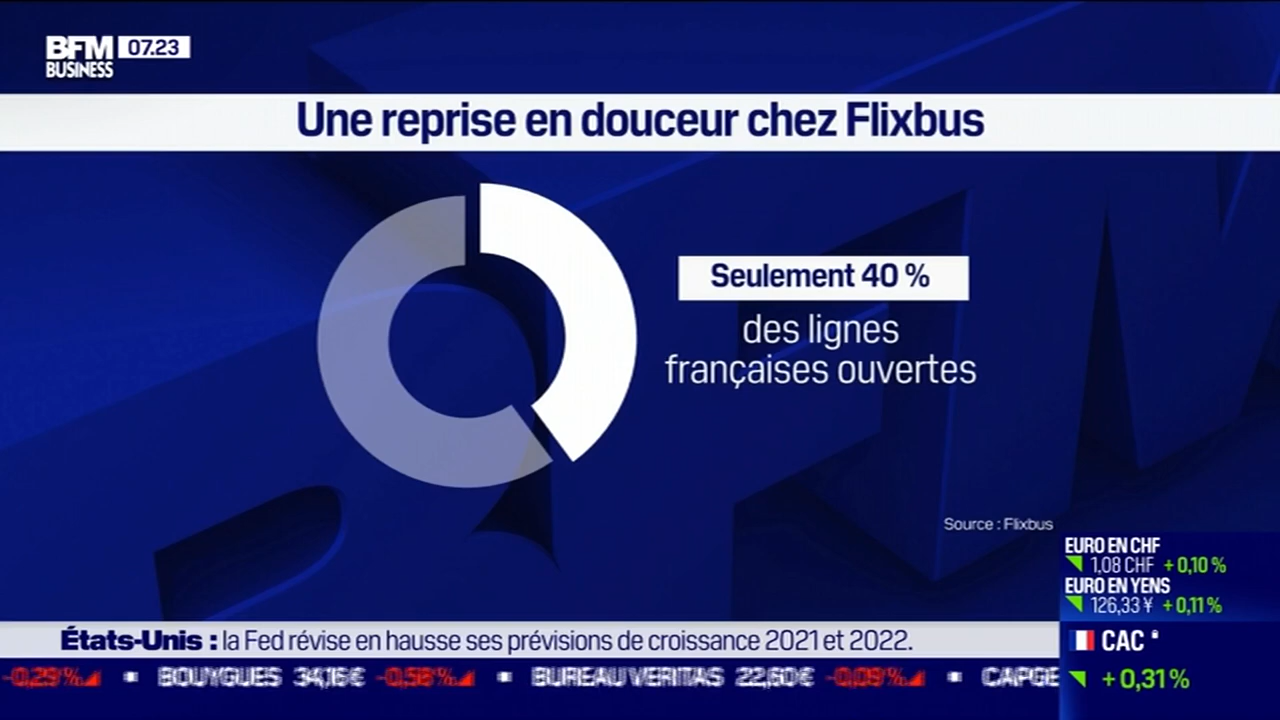 BFM 07.23
BUSINESS
Une reprise en douceur chez Flixbus
Seulement 40 %
des lignes
françaises ouvertes
Source : Flixbus
EURO EN CHF
1,08 CHF +0,10 %
EURO EN YENS
126,33 ¥ +0,11 %
États-Unis : la Fed révise en hausse ses prévisions de croissance 2021 et 2022.
CAC *
-0,29 % BOUYGUES 34,16€ -0,58% BUREAU VERITAS 22,60€ -0,09% CAPGE
+0,31 %